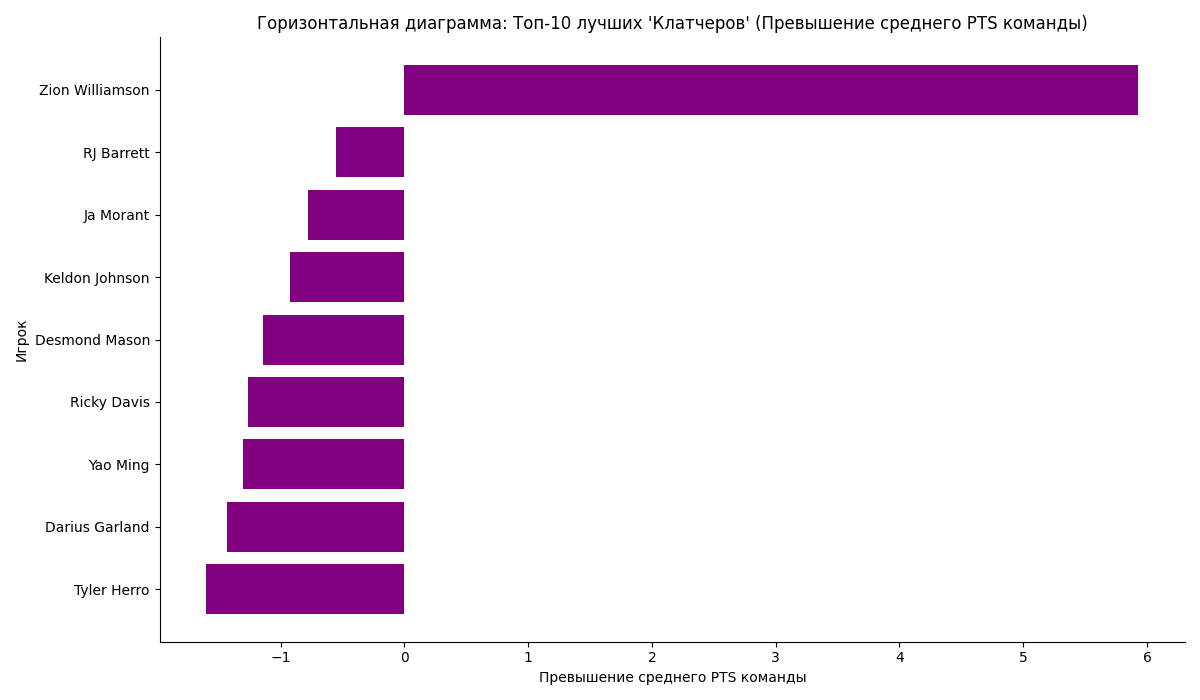 Горизонтальная диаграмма: Топ-10 лучших 'Клатчеров' (Превышение среднего PTS команды)
Игрок
Zion Williamson
RJ Barrett
Ja Morant
Keldon Johnson
Desmond Mason
Ricky Davis
Yao Ming
Darius Garland
Tyler Herro
−1 0 1 2 3 4 5 6
Превышение среднего PTS команды